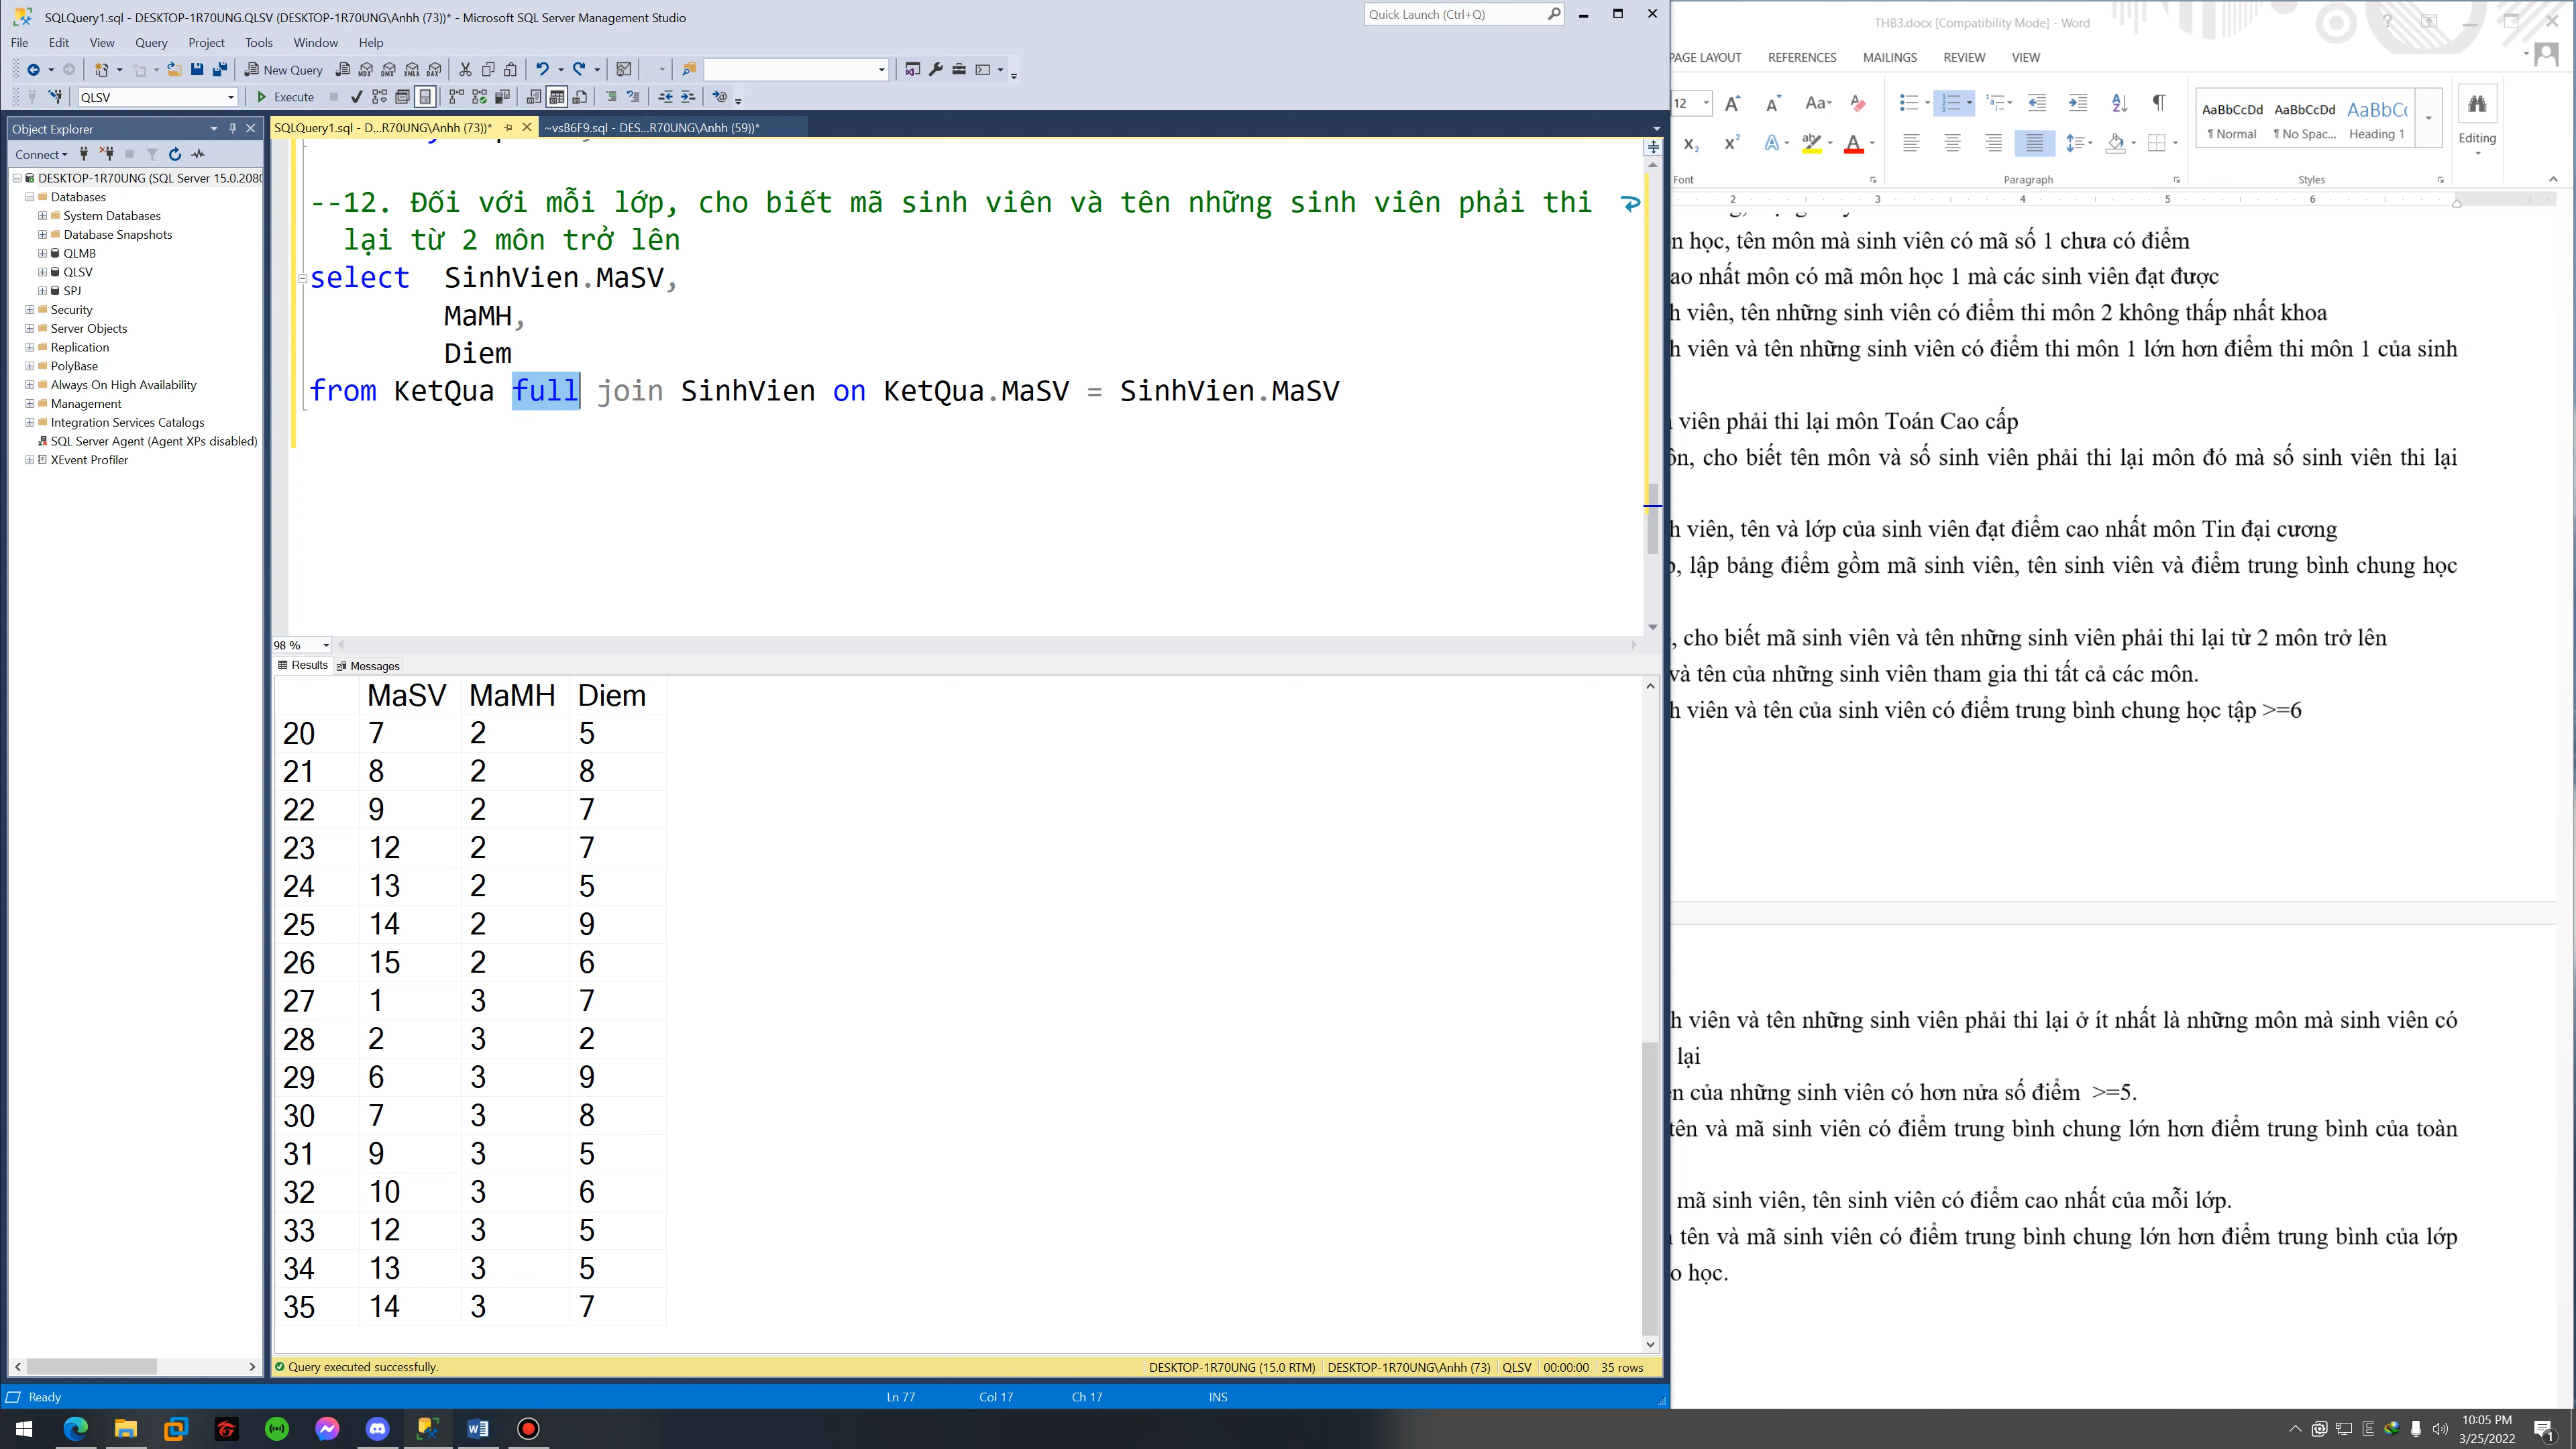 SQLQuery1.sql - DESKTOP-1R70UNG.QLSV (DESKTOP-1R70UNG\Anhh (73))* - Microsoft SQL Server Management Studio
Quick Launch (Ctrl+Q)
File Edit View Query Project Tools Window Help
New Query
MDX DMX XMLA DAX
QLSV
Execute
Object Explorer
Connect
DESKTOP-1R70UNG (SQL Server 15.0.2080
Databases
System Databases
Database Snapshots
QLMB
QLSV
SPJ
Security
Server Objects
Replication
PolyBase
Always On High Availability
Management
Integration Services Catalogs
SQL Server Agent (Agent XPs disabled)
XEvent Profiler
SQLQuery1.sql - D...R70UNG\Anhh (73))*
~vsB6F9.sql - DES...R70UNG\Anhh (59))*
--12. Đối với mỗi lớp, cho biết mã sinh viên và tên những sinh viên phải thi
lại từ 2 môn trở lên
select SinhVien.MaSV,
MaMH,
Diem
from KetQua full join SinhVien on KetQua.MaSV = SinhVien.MaSV
98 %
Results Messages
MaSV MaMH Diem
20 7 2 5
21 8 2 8
22 9 2 7
23 12 2 7
24 13 2 5
25 14 2 9
26 15 2 6
27 1 3 7
28 2 3 2
29 6 3 9
30 7 3 8
31 9 3 5
32 10 3 6
33 12 3 5
34 13 3 5
35 14 3 7
Query executed successfully.
DESKTOP-1R70UNG (15.0 RTM) DESKTOP-1R70UNG\Anhh (73) QLSV 00:00:00 35 rows
Ready
Ln 77 Col 17 Ch 17 INS
THB3.docx [Compatibility Mode] - Word
PAGE LAYOUT REFERENCES MAILINGS REVIEW VIEW
12
AaBbCcDd AaBbCcDd AaBbC
¶ Normal ¶ No Spac... Heading 1
Editing
Font Paragraph Styles
2 3 4 5 6
n học, tên môn mà sinh viên có mã số 1 chưa có điểm
ao nhất môn có mã môn học 1 mà các sinh viên đạt được
h viên, tên những sinh viên có điểm thi môn 2 không thấp nhất khoa
h viên và tên những sinh viên có điểm thi môn 1 lớn hơn điểm thi môn 1 của sinh
viên phải thi lại môn Toán Cao cấp
ôn, cho biết tên môn và số sinh viên phải thi lại môn đó mà số sinh viên thi lại
h viên, tên và lớp của sinh viên đạt điểm cao nhất môn Tin đại cương
p, lập bảng điểm gồm mã sinh viên, tên sinh viên và điểm trung bình chung học
, cho biết mã sinh viên và tên những sinh viên phải thi lại từ 2 môn trở lên
và tên của những sinh viên tham gia thi tất cả các môn.
h viên và tên của sinh viên có điểm trung bình chung học tập >=6
h viên và tên những sinh viên phải thi lại ở ít nhất là những môn mà sinh viên có
lại
n của những sinh viên có hơn nửa số điểm >=5.
tên và mã sinh viên có điểm trung bình chung lớn hơn điểm trung bình của toàn
mã sinh viên, tên sinh viên có điểm cao nhất của mỗi lớp.
tên và mã sinh viên có điểm trung bình chung lớn hơn điểm trung bình của lớp
o học.
10:05 PM
3/25/2022